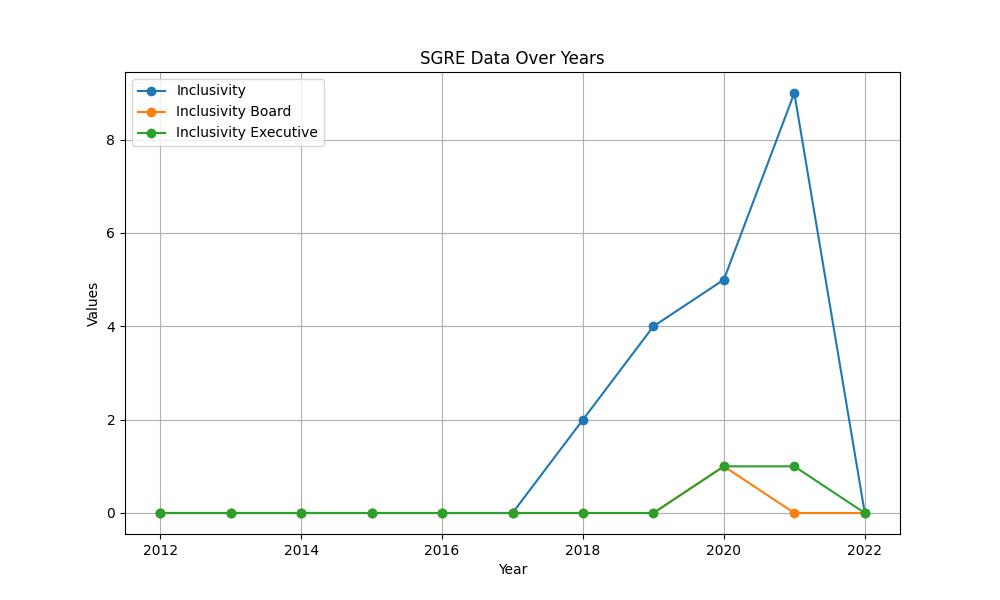 SGRE Data Over Years
Inclusivity
Inclusivity Board
Inclusivity Executive
8
6
4
2
0
Values
2012 2014 2016 2018 2020 2022
Year